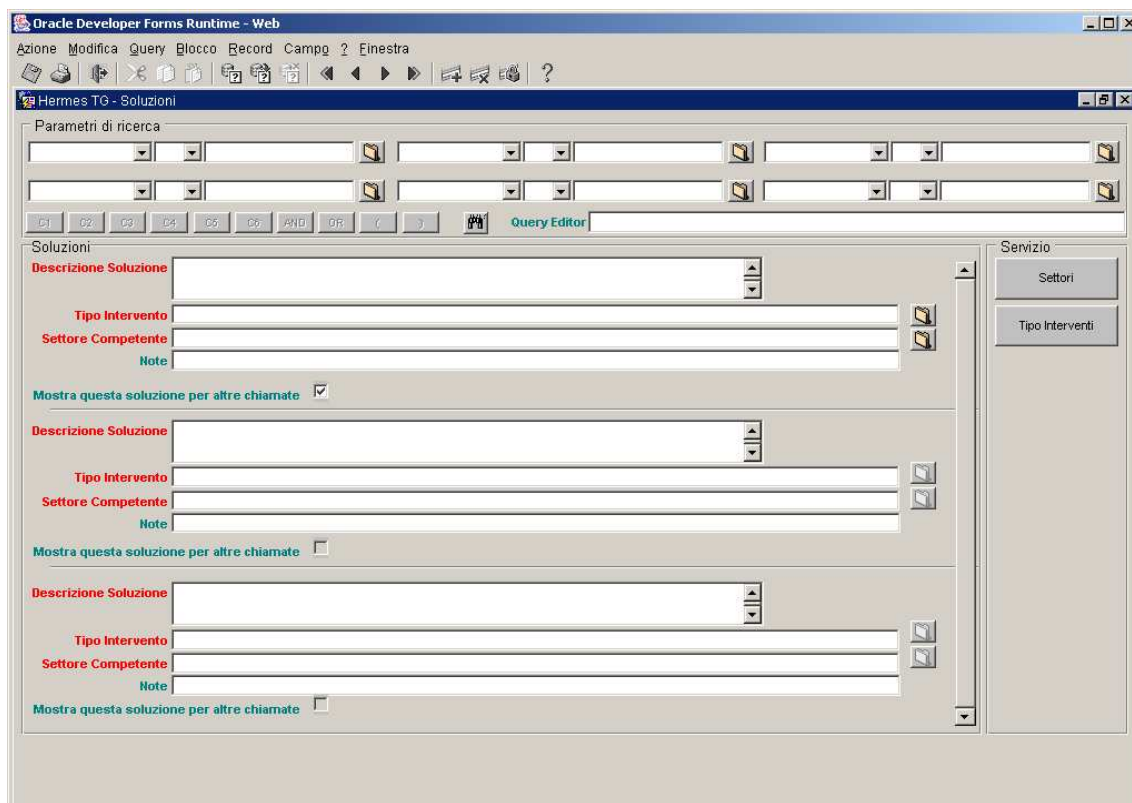 Oracle Developer Forms Runtime - Web
Azione Modifica Query Blocco Record Campo ? Finestra
Hermes TG - Soluzioni
Parametri di ricerca
C1 C2 C3 C4 C5 C6 AND OR ( ) Query Editor
Soluzioni
Servizio
Descrizione Soluzione
Settori
Tipo Intervento
Tipo Interventi
Settore Competente
Note
Mostra questa soluzione per altre chiamate
Descrizione Soluzione
Tipo Intervento
Settore Competente
Note
Mostra questa soluzione per altre chiamate
Descrizione Soluzione
Tipo Intervento
Settore Competente
Note
Mostra questa soluzione per altre chiamate